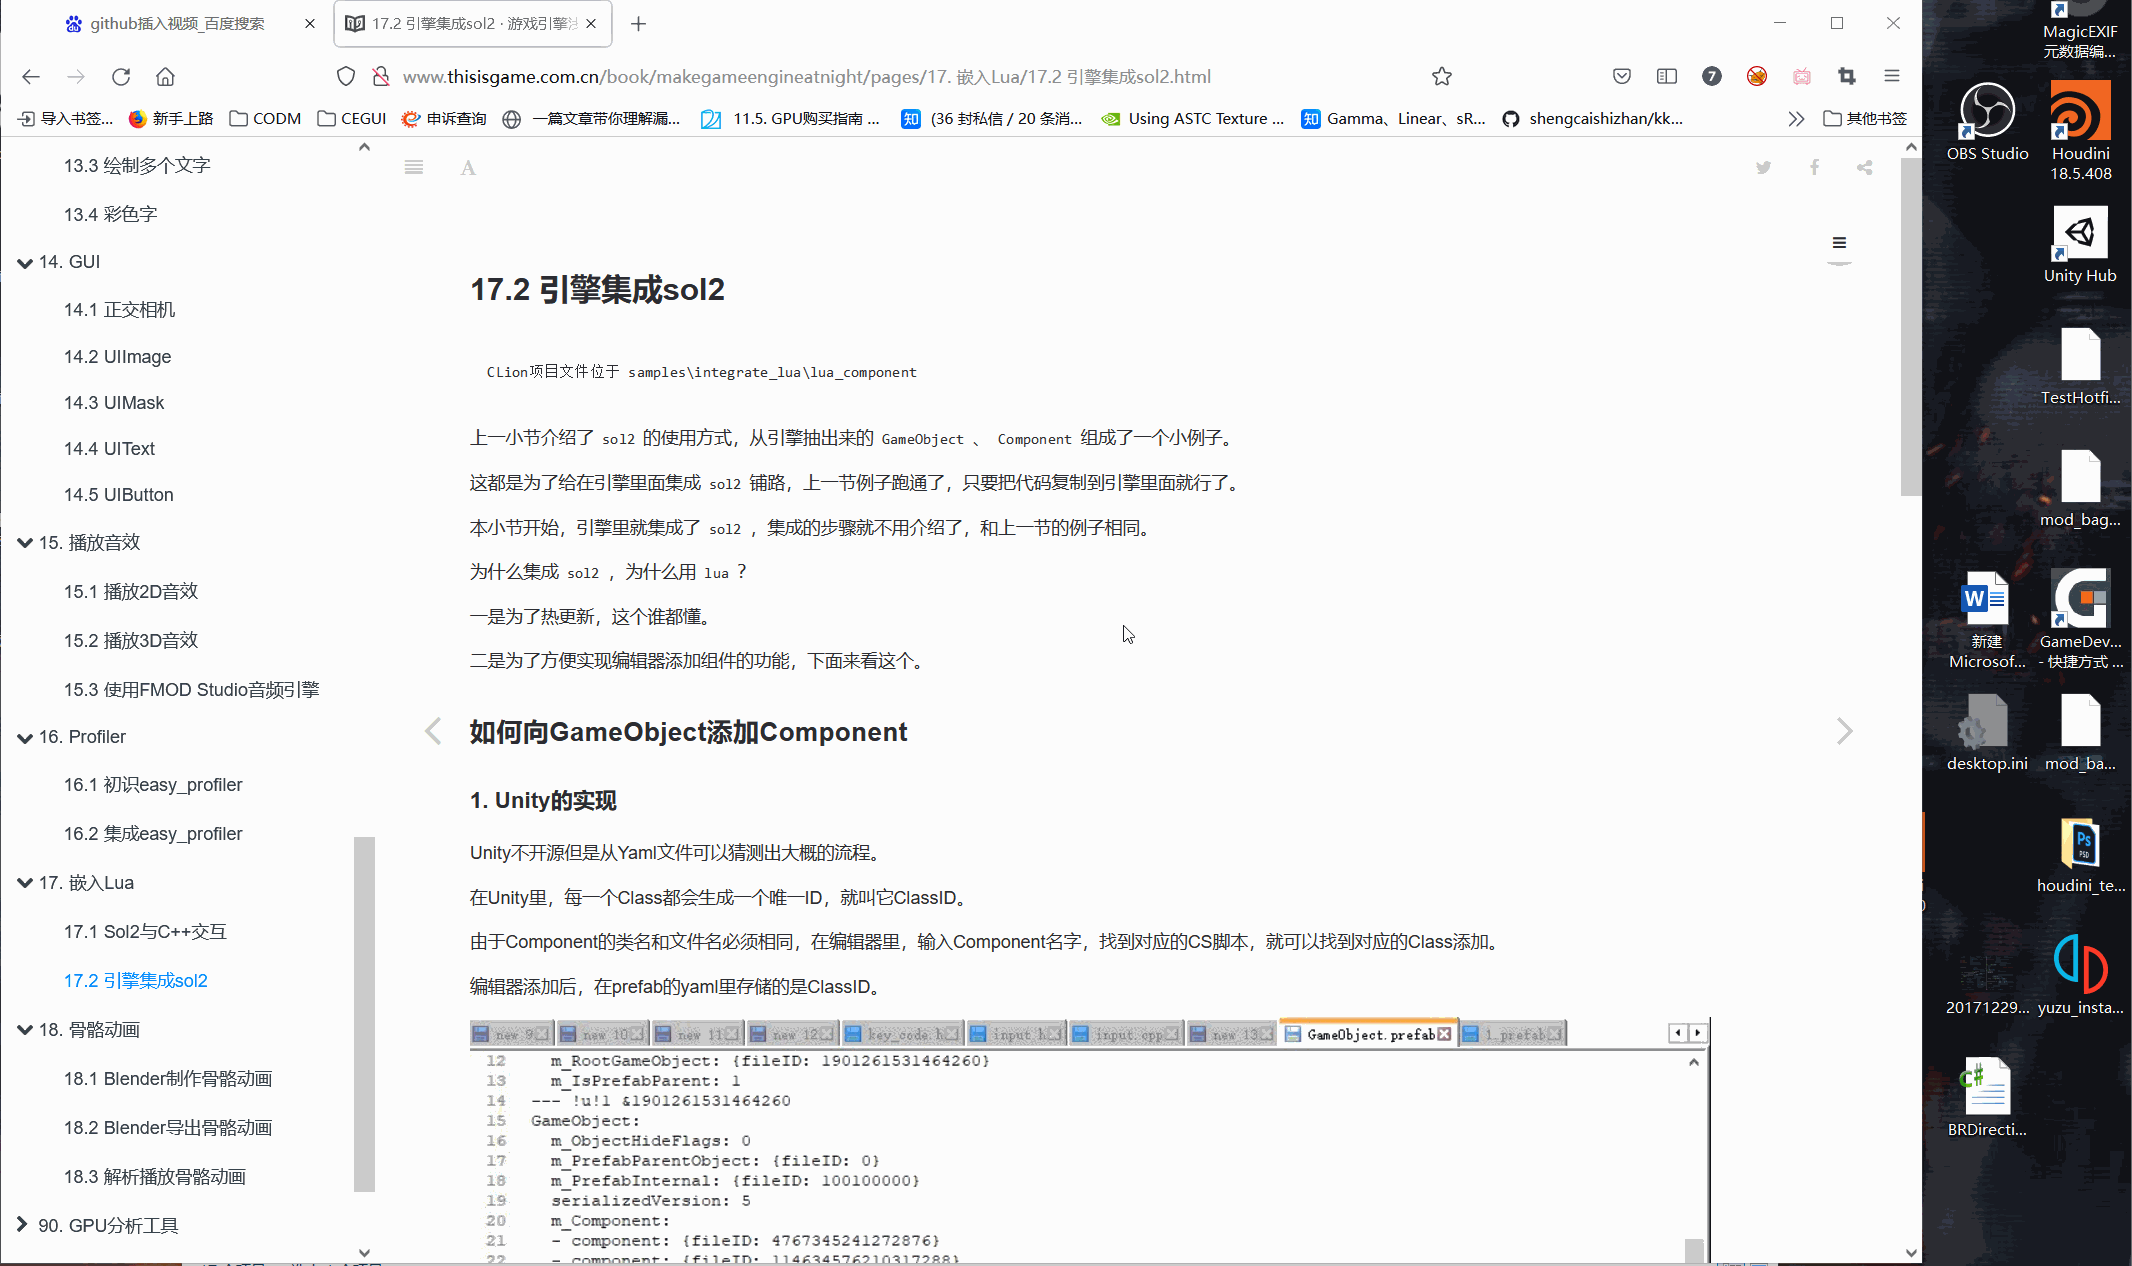 github插入视频_百度搜索
17.2 引擎集成sol2 · 游戏引擎
www.thisisgame.com.cn/book/makegameengineatnight/pages/17. 嵌入Lua/17.2 引擎集成sol2.html
7
导入书签...
新手上路
CODM
CEGUI
申诉查询
一篇文章带你理解漏...
11.5. GPU购买指南 ...
知
(36 封私信 / 20 条消...
Using ASTC Texture ...
知
Gamma、Linear、sR...
shengcaishizhan/kk...
其他书签
13.3 绘制多个文字
13.4 彩色字
14. GUI
14.1 正交相机
14.2 UIImage
14.3 UIMask
14.4 UIText
14.5 UIButton
15. 播放音效
15.1 播放2D音效
15.2 播放3D音效
15.3 使用FMOD Studio音频引擎
16. Profiler
16.1 初识easy_profiler
16.2 集成easy_profiler
17. 嵌入Lua
17.1 Sol2与C++交互
17.2 引擎集成sol2
18. 骨骼动画
18.1 Blender制作骨骼动画
18.2 Blender导出骨骼动画
18.3 解析播放骨骼动画
90. GPU分析工具
A
17.2 引擎集成sol2
CLion项目文件位于 samples\integrate_lua\lua_component
上一小节介绍了 sol2 的使用方式，从引擎抽出来的 GameObject 、 Component 组成了一个小例子。
这都是为了给在引擎里面集成 sol2 铺路，上一节例子跑通了，只要把代码复制到引擎里面就行了。
本小节开始，引擎里就集成了 sol2 ，集成的步骤就不用介绍了，和上一节的例子相同。
为什么集成 sol2 ，为什么用 lua ？
一是为了热更新，这个谁都懂。
二是为了方便实现编辑器添加组件的功能，下面来看这个。
如何向GameObject添加Component
1. Unity的实现
Unity不开源但是从Yaml文件可以猜测出大概的流程。
在Unity里，每一个Class都会生成一个唯一ID，就叫它ClassID。
由于Component的类名和文件名必须相同，在编辑器里，输入Component名字，找到对应的CS脚本，就可以找到对应的Class添加。
编辑器添加后，在prefab的yaml里存储的是ClassID。
new 9
new 10
new 11
new 12
key_code.h
input.h
input.cpp
new 13
GameObject.prefab
1.prefab
12 m_RootGameObject: {fileID: 1901261531464260}
13 m_IsPrefabParent: 1
14 --- !u!1 &1901261531464260
15 GameObject:
16 m_ObjectHideFlags: 0
17 m_PrefabParentObject: {fileID: 0}
18 m_PrefabInternal: {fileID: 100100000}
19 serializedVersion: 5
20 m_Component:
21 - component: {fileID: 4767345241272876}
22 - component: {fileID: 114634576210317288}
MagicEXIF
元数据编...
OBS Studio
Houdini
18.5.408
Unity Hub
TestHotfi...
mod_bag...
W
新建
Microsof...
GameDev...
- 快捷方式 ...
desktop.ini
mod_ba...
Ps
PSD
houdini_te...
20171229...
yuzu_insta...
C#
BRDirecti...